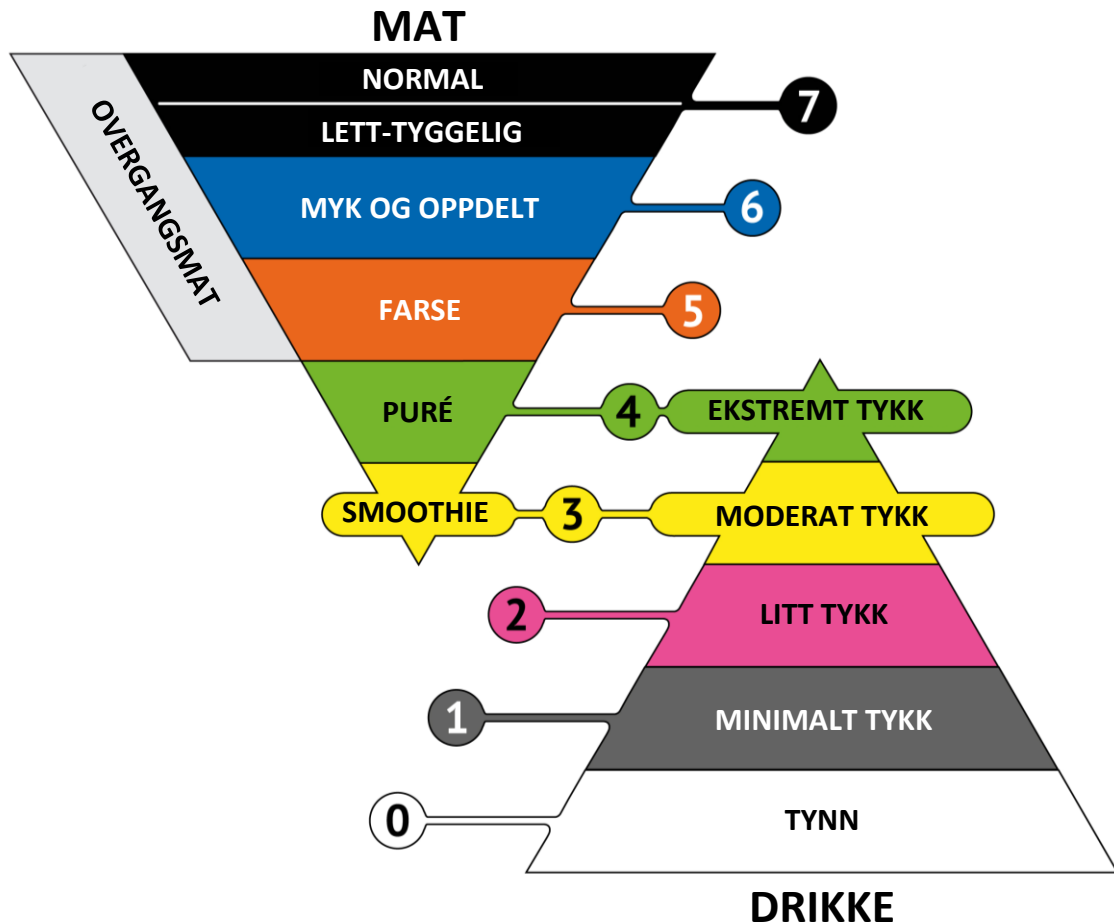 MAT
NORMAL
7
LETT-TYGGELIG
OVERGANGSMAT
MYK OG OPPDELT
6
FARSE
5
PURÉ
4
EKSTREMT TYKK
SMOOTHIE
3
MODERAT TYKK
2
LITT TYKK
1
MINIMALT TYKK
0
TYNN
DRIKKE